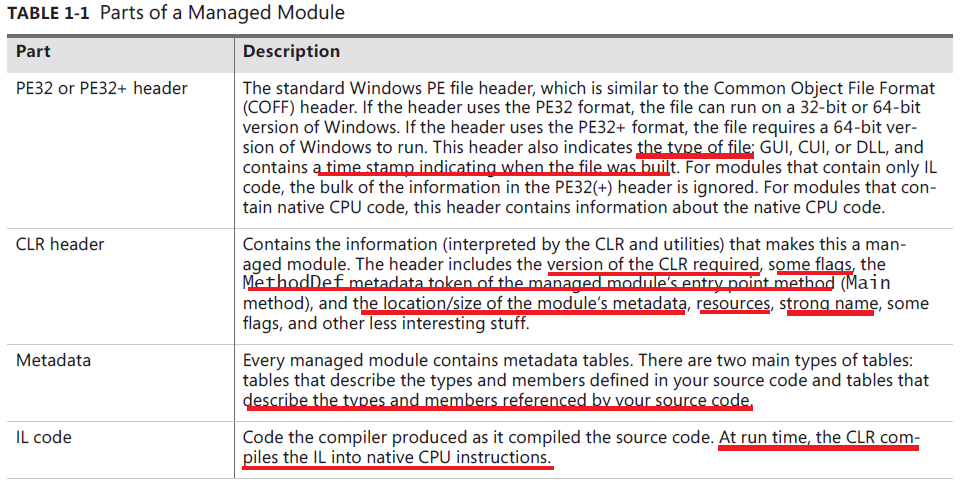 TABLE 1-1 Parts of a Managed Module
Part Description
PE32 or PE32+ header The standard Windows PE file header, which is similar to the Common Object File Format
(COFF) header. If the header uses the PE32 format, the file can run on a 32-bit or 64-bit
version of Windows. If the header uses the PE32+ format, the file requires a 64-bit ver-
sion of Windows to run. This header also indicates the type of file: GUI, CUI, or DLL, and
contains a time stamp indicating when the file was built. For modules that contain only IL
code, the bulk of the information in the PE32(+) header is ignored. For modules that con-
tain native CPU code, this header contains information about the native CPU code.
CLR header Contains the information (interpreted by the CLR and utilities) that makes this a man-
aged module. The header includes the version of the CLR required, some flags, the
MethodDef metadata token of the managed module's entry point method (Main
method), and the location/size of the module's metadata, resources, strong name, some
flags, and other less interesting stuff.
Metadata Every managed module contains metadata tables. There are two main types of tables:
tables that describe the types and members defined in your source code and tables that
describe the types and members referenced by your source code.
IL code Code the compiler produced as it compiled the source code. At run time, the CLR com-
piles the IL into native CPU instructions.